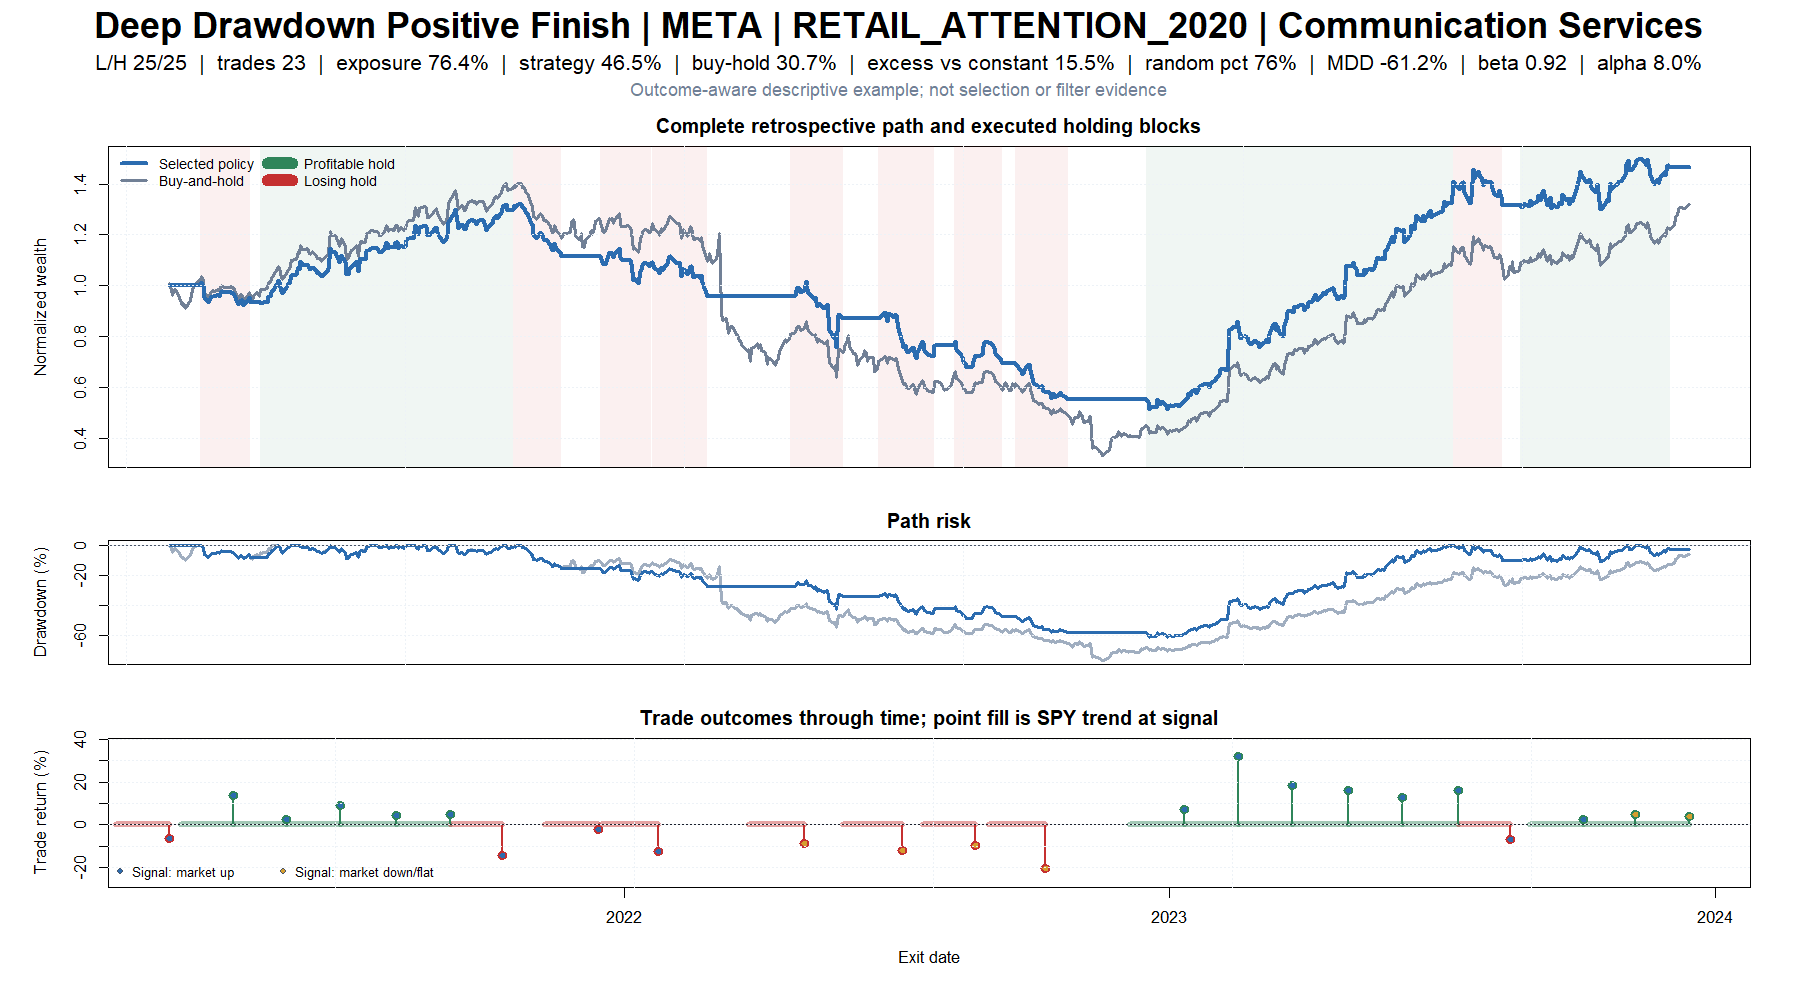 Deep Drawdown Positive Finish | META | RETAIL_ATTENTION_2020 | Communication Services
L/H 25/25 | trades 23 | exposure 76.4% | strategy 46.5% | buy-hold 30.7% | excess vs constant 15.5% | random pct 76% | MDD -61.2% | beta 0.92 | alpha 8.0%
Outcome-aware descriptive example; not selection or filter evidence
Complete retrospective path and executed holding blocks
Selected policy
Profitable hold
Buy-and-hold
Losing hold
Normalized wealth
1.4
1.2
1.0
0.8
0.6
0.4
Path risk
Drawdown (%)
0
-20
-60
Trade outcomes through time; point fill is SPY trend at signal
Trade return (%)
40
20
0
-20
Signal: market up
Signal: market down/flat
2022
2023
2024
Exit date